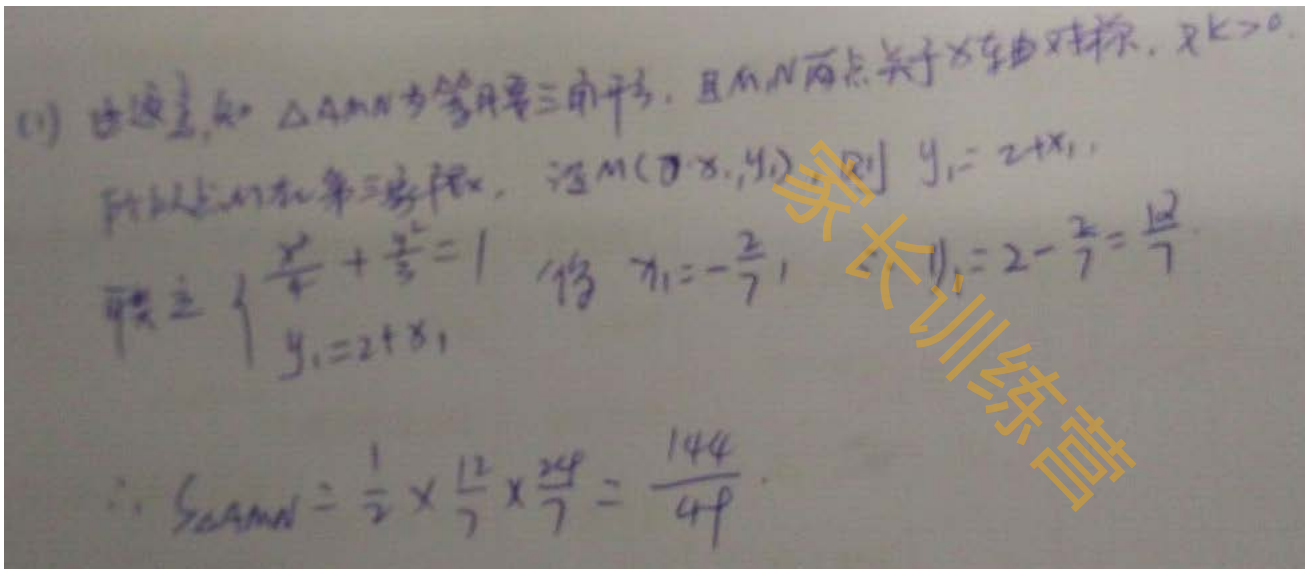 (1) 由题意,知 △AMN为等腰三角形,且M,N两点关于x轴对称,又k>0.
所以点M在第二象限,设M(x₁,y₁),则 y₁=2+x₁,
联立 { x²/4 + y²/3 = 1 得 x₁=-2/7, ∴ y₁=2-2/7=12/7.
y₁=2+x₁
∴ S△AMN = 1/2 × 12/7 × 24/7 = 144/49.
家长训练营